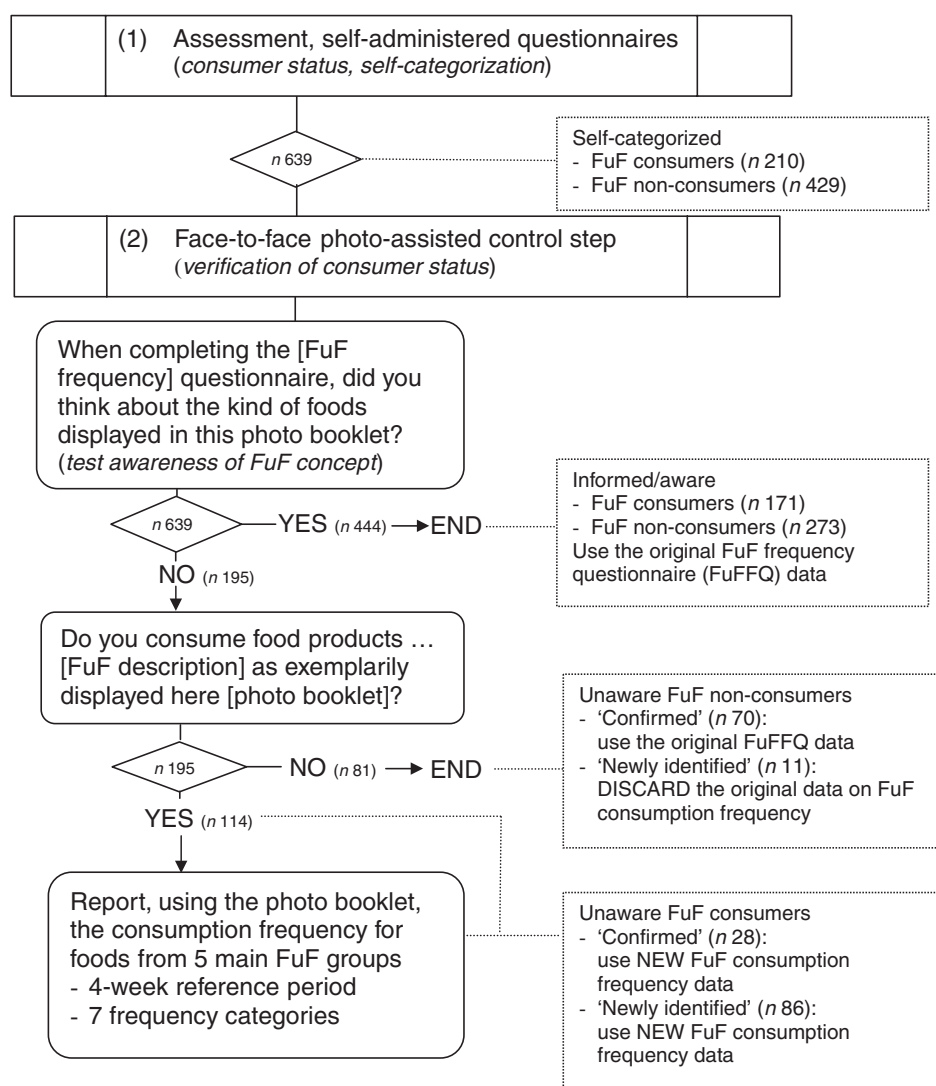 (1) Assessment, self-administered questionnaires
(consumer status, self-categorization)
n 639
Self-categorized
- FuF consumers (n 210)
- FuF non-consumers (n 429)
(2) Face-to-face photo-assisted control step
(verification of consumer status)
When completing the [FuF
frequency] questionnaire, did you
think about the kind of foods
displayed in this photo booklet?
(test awareness of FuF concept)
n 639
YES (n 444)
END
Informed/aware
- FuF consumers (n 171)
- FuF non-consumers (n 273)
Use the original FuF frequency
questionnaire (FuFFQ) data
NO (n 195)
Do you consume food products …
[FuF description] as exemplarily
displayed here [photo booklet]?
n 195
NO (n 81)
END
Unaware FuF non-consumers
- ‘Confirmed’ (n 70):
use the original FuFFQ data
- ‘Newly identified’ (n 11):
DISCARD the original data on FuF
consumption frequency
YES (n 114)
Report, using the photo booklet,
the consumption frequency for
foods from 5 main FuF groups
- 4-week reference period
- 7 frequency categories
Unaware FuF consumers
- ‘Confirmed’ (n 28):
use NEW FuF consumption
frequency data
- ‘Newly identified’ (n 86):
use NEW FuF consumption
frequency data